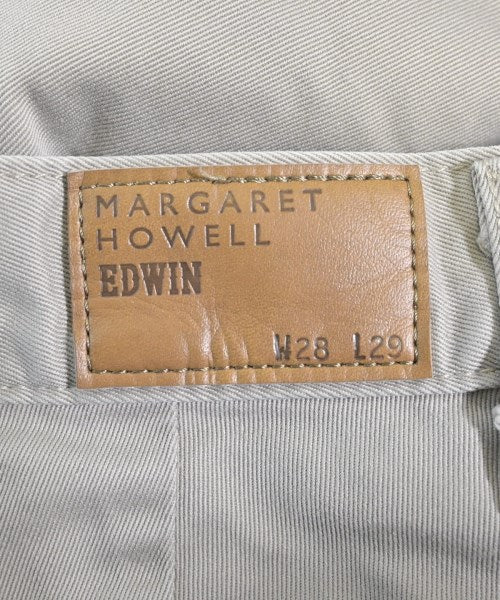 MARGARET
HOWELL
EDWIN
W28 L29